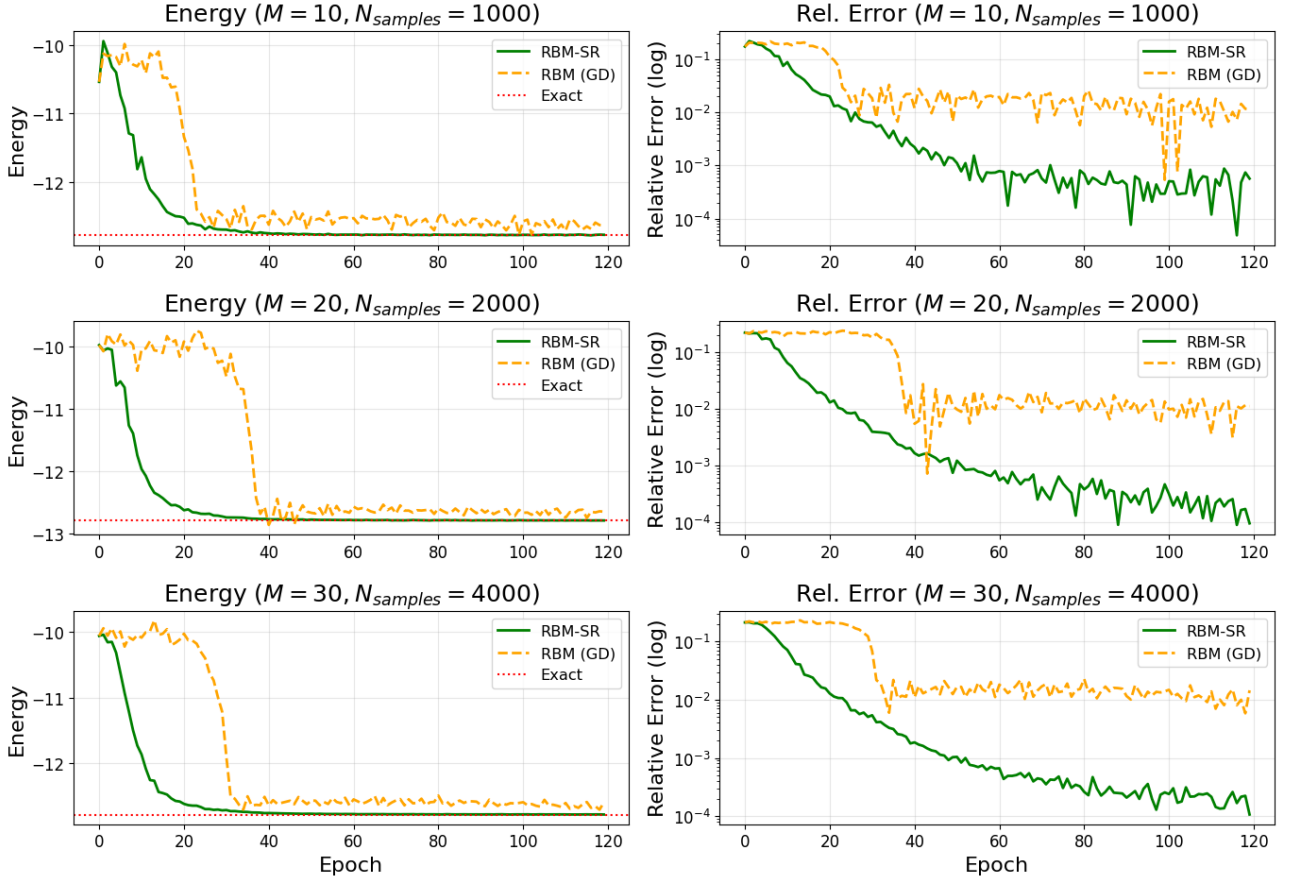 Energy (M = 10, N_samples = 1000)
Energy
−10
−11
−12
0 20 40 60 80 100 120
RBM-SR
RBM (GD)
Exact
Rel. Error (M = 10, N_samples = 1000)
Relative Error (log)
10⁻¹
10⁻²
10⁻³
10⁻⁴
0 20 40 60 80 100 120
RBM-SR
RBM (GD)
Energy (M = 20, N_samples = 2000)
Energy
−10
−11
−12
−13
0 20 40 60 80 100 120
RBM-SR
RBM (GD)
Exact
Rel. Error (M = 20, N_samples = 2000)
Relative Error (log)
10⁻¹
10⁻²
10⁻³
10⁻⁴
0 20 40 60 80 100 120
RBM-SR
RBM (GD)
Energy (M = 30, N_samples = 4000)
Energy
−10
−11
−12
0 20 40 60 80 100 120
Epoch
RBM-SR
RBM (GD)
Exact
Rel. Error (M = 30, N_samples = 4000)
Relative Error (log)
10⁻¹
10⁻²
10⁻³
10⁻⁴
0 20 40 60 80 100 120
Epoch
RBM-SR
RBM (GD)